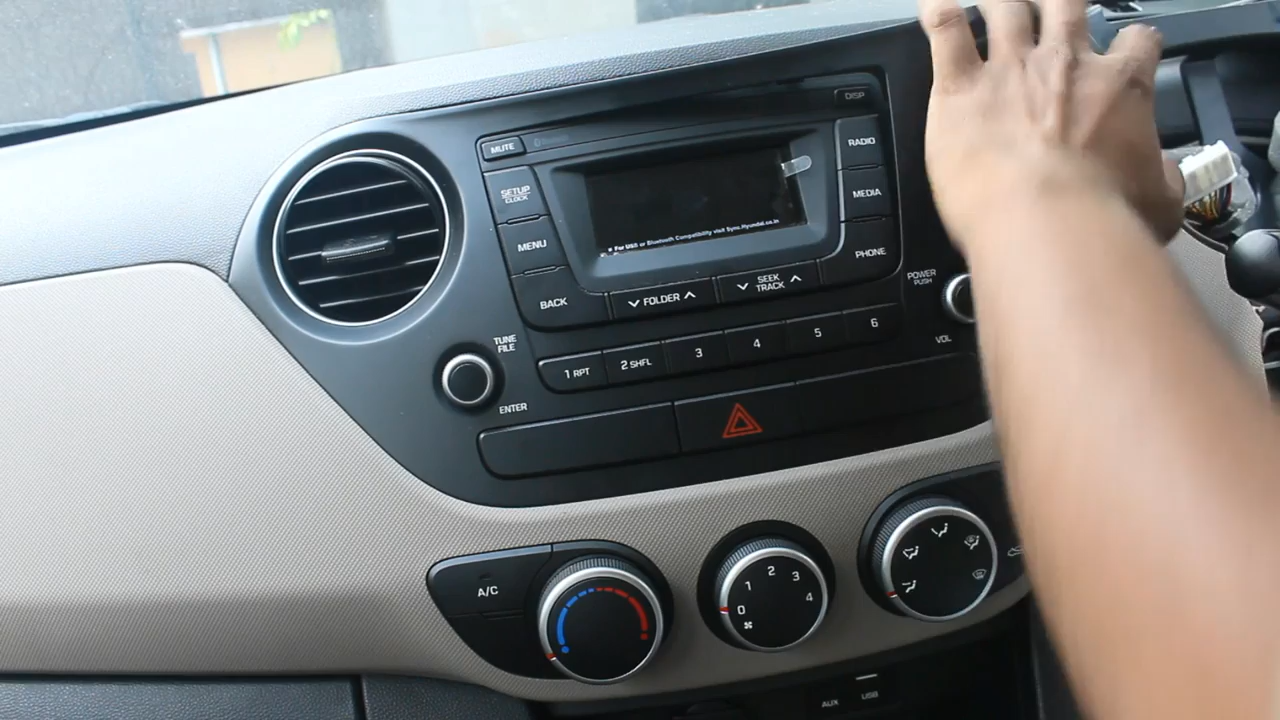 DISP
MUTE
RADIO
SETUP
CLOCK
MEDIA
* For USB or Bluetooth Compatibility visit Sync.Hyundai.co.in
MENU
PHONE
BACK
FOLDER
SEEK
TRACK
POWER
PUSH
TUNE
FILE
1 RPT
2 SHFL
3
4
5
6
VOL
ENTER
A/C
0
1
2
3
4
AUX
USB